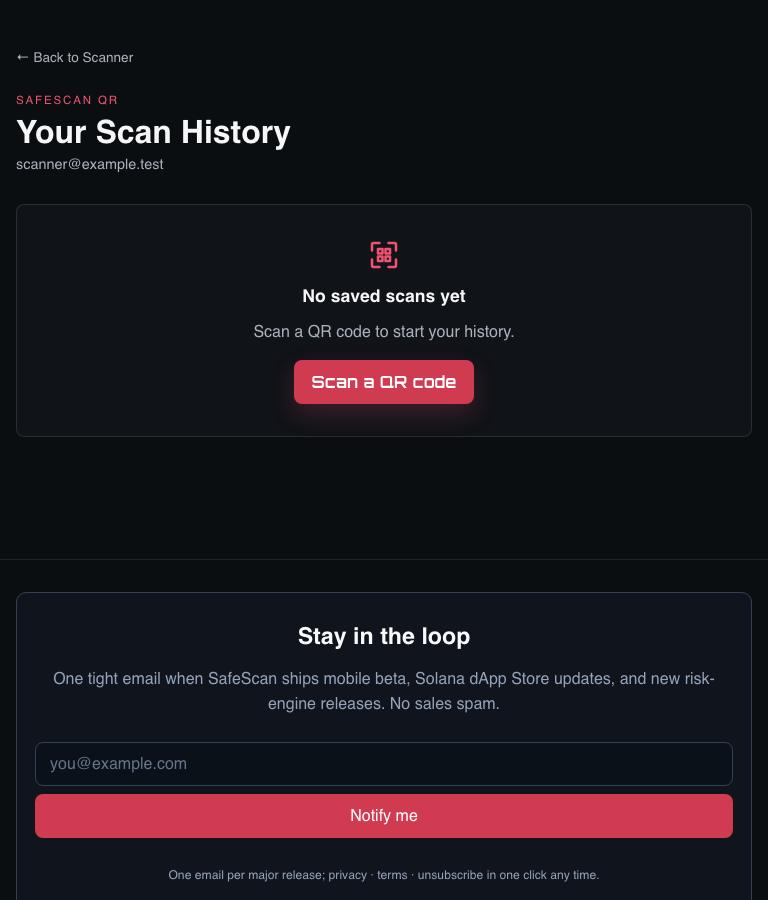 ← Back to Scanner
SAFESCAN QR
Your Scan History
scanner@example.test
No saved scans yet
Scan a QR code to start your history.
Scan a QR code
Stay in the loop
One tight email when SafeScan ships mobile beta, Solana dApp Store updates, and new risk-
engine releases. No sales spam.
you@example.com
Notify me
One email per major release; privacy · terms · unsubscribe in one click any time.